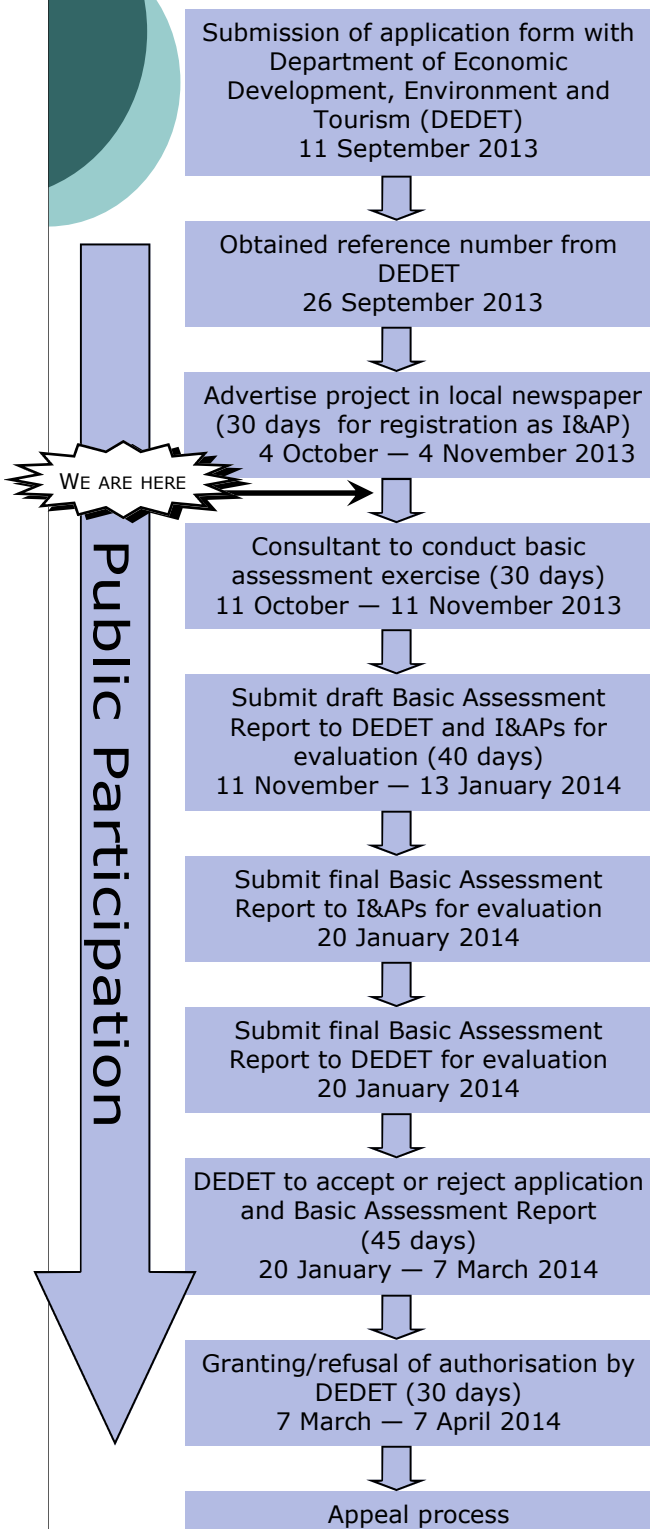 Submission of application form with
Department of Economic
Development, Environment and
Tourism (DEDET)
11 September 2013
Obtained reference number from
DEDET
26 September 2013
Advertise project in local newspaper
(30 days for registration as I&AP)
4 October — 4 November 2013
WE ARE HERE
Consultant to conduct basic
assessment exercise (30 days)
11 October — 11 November 2013
Submit draft Basic Assessment
Report to DEDET and I&APs for
evaluation (40 days)
11 November — 13 January 2014
Submit final Basic Assessment
Report to I&APs for evaluation
20 January 2014
Submit final Basic Assessment
Report to DEDET for evaluation
20 January 2014
DEDET to accept or reject application
and Basic Assessment Report
(45 days)
20 January — 7 March 2014
Granting/refusal of authorisation by
DEDET (30 days)
7 March — 7 April 2014
Appeal process
Public Participation